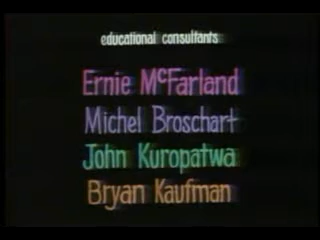 educational consultants
Ernie McFarland
Michel Broschart
John Kuropatwa
Bryan Kaufman